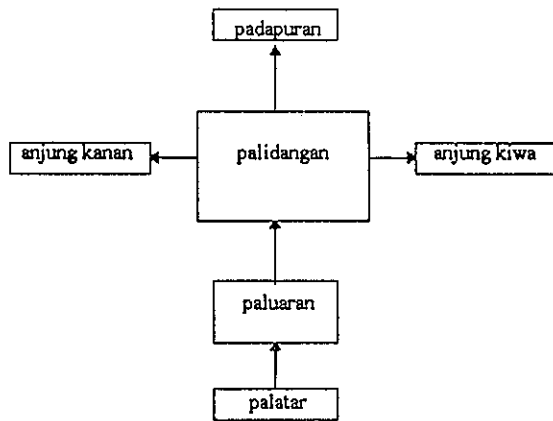 padapuran
anjung kanan
palidangan
anjung kiwa
paluaran
palatar